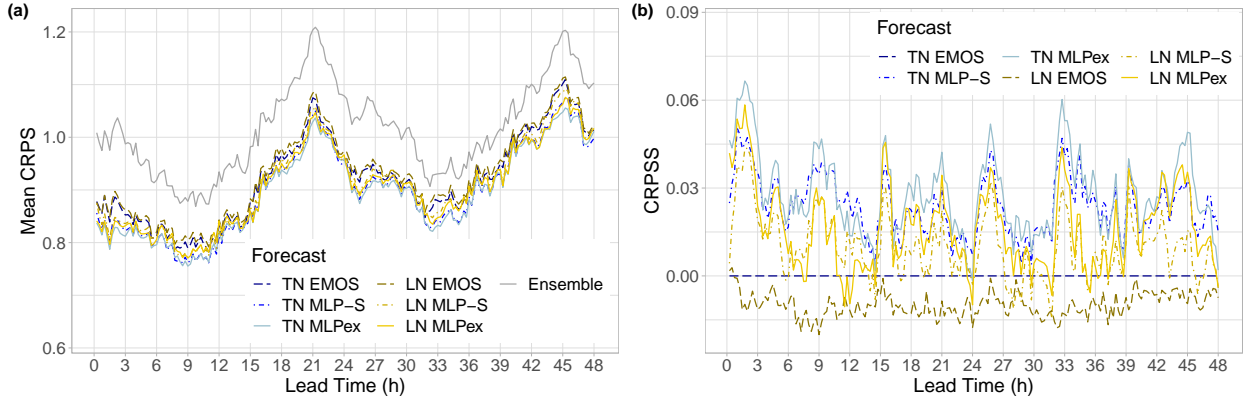 (a)
Mean CRPS
1.2
1.0
0.8
0.6
Forecast
TN EMOS
LN EMOS
Ensemble
TN MLP−S
LN MLP−S
TN MLPex
LN MLPex
0 3 6 9 12 15 18 21 24 27 30 33 36 39 42 45 48
Lead Time (h)
(b)
CRPSS
0.09
0.06
0.03
0.00
Forecast
TN EMOS
TN MLPex
LN MLP−S
TN MLP−S
LN EMOS
LN MLPex
0 3 6 9 12 15 18 21 24 27 30 33 36 39 42 45 48
Lead Time (h)